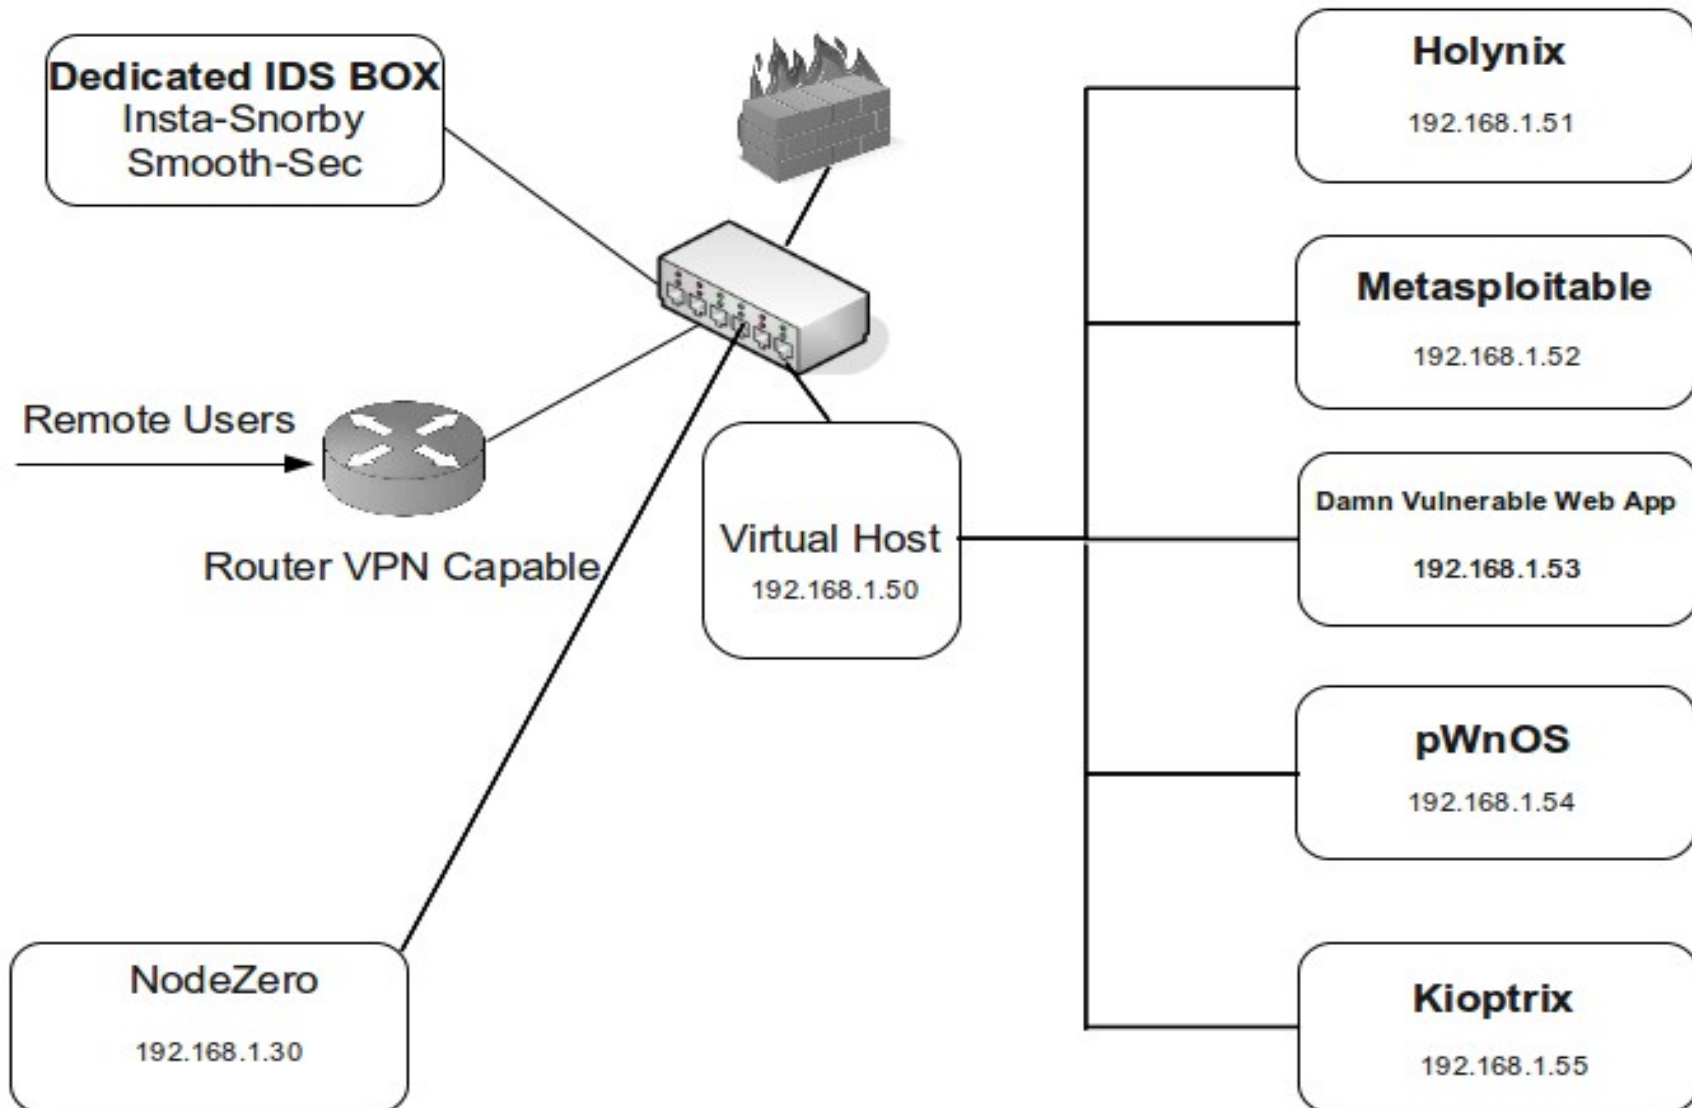 Dedicated IDS BOX
Insta-Snorby
Smooth-Sec
Remote Users
Router VPN Capable
NodeZero
192.168.1.30
Virtual Host
192.168.1.50
Holynix
192.168.1.51
Metasploitable
192.168.1.52
Damn Vulnerable Web App
192.168.1.53
pWnOS
192.168.1.54
Kioptrix
192.168.1.55